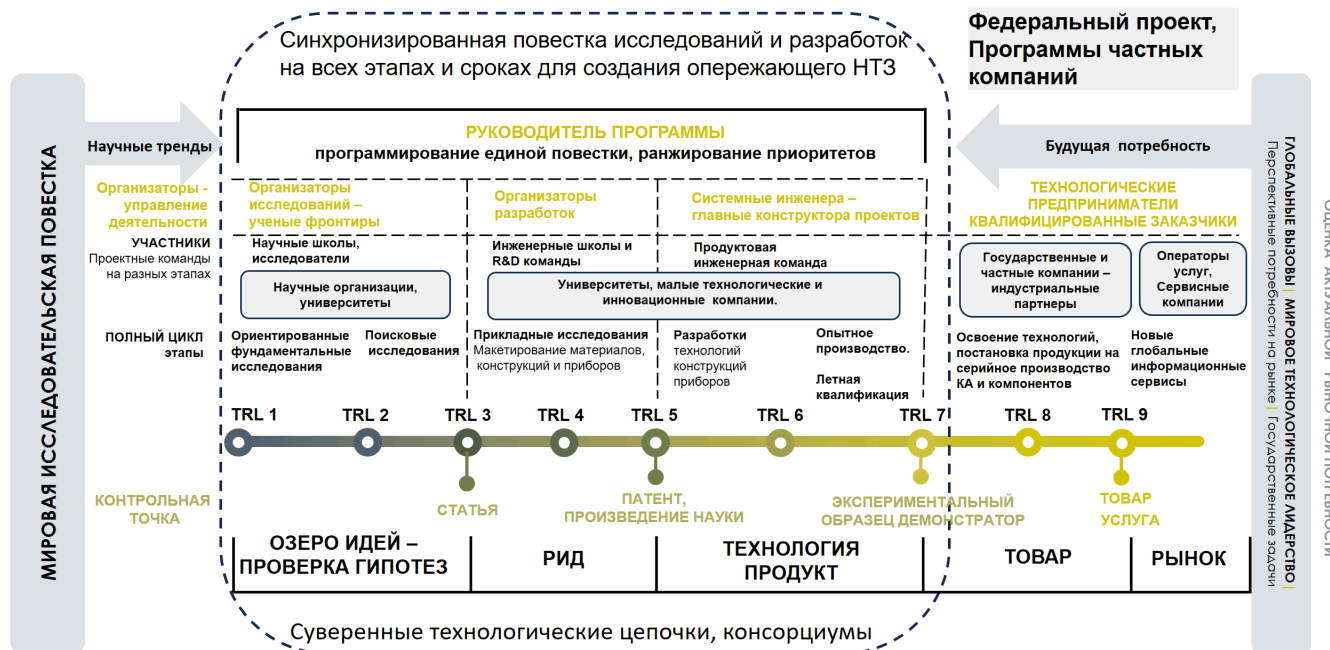 Синхронизированная повестка исследований и разработок
на всех этапах и сроках для создания опережающего НТЗ
Федеральный проект,
Программы частных
компаний
МИРОВАЯ ИССЛЕДОВАТЕЛЬСКАЯ ПОВЕСТКА
Научные тренды
РУКОВОДИТЕЛЬ ПРОГРАММЫ
программирование единой повестки, ранжирование приоритетов
Будущая потребность
Организаторы -
управление
деятельности
Организаторы
исследований –
ученые фронтиры
Организаторы
разработок
Системные инженера –
главные конструктора проектов
ТЕХНОЛОГИЧЕСКИЕ
ПРЕДПРИНИМАТЕЛИ
КВАЛИФИЦИРОВАННЫЕ ЗАКАЗЧИКИ
УЧАСТНИКИ
Проектные команды
на разных этапах
Научные школы,
исследователи
Инженерные школы и
R&D команды
Продуктовая
инженерная команда
Научные организации,
университеты
Университеты, малые технологические и
инновационные компании.
Государственные и
частные компании –
индустриальные
партнеры
Операторы
услуг,
Сервисные
компании
ПОЛНЫЙ ЦИКЛ
этапы
Ориентированные
фундаментальные
исследования
Поисковые
исследования
Прикладные исследования
Макетирование материалов,
конструкций и приборов
Разработки
технологий
конструкций
приборов
Опытное
производство.
Летная
квалификация
Освоение технологий,
постановка продукции на
серийное производство
КА и компонентов
Новые
глобальные
информационные
сервисы
TRL 1
TRL 2
TRL 3
TRL 4
TRL 5
TRL 6
TRL 7
TRL 8
TRL 9
КОНТРОЛЬНАЯ
ТОЧКА
СТАТЬЯ
ПАТЕНТ,
ПРОИЗВЕДЕНИЕ НАУКИ
ЭКСПЕРИМЕНТАЛЬНЫЙ
ОБРАЗЕЦ ДЕМОНСТРАТОР
ТОВАР
УСЛУГА
ОЗЕРО ИДЕЙ –
ПРОВЕРКА ГИПОТЕЗ
РИД
ТЕХНОЛОГИЯ
ПРОДУКТ
ТОВАР
РЫНОК
Суверенные технологические цепочки, консорциумы
ГЛОБАЛЬНЫЕ ВЫЗОВЫ | МИРОВОЕ ТЕХНОЛОГИЧЕСКОЕ ЛИДЕРСТВО |
Перспективные потребности на рынке | Государственные задачи
ОЦЕНКА АКТУАЛЬНОЙ РЫНОЧНОЙ ПОТРЕБНОСТИ